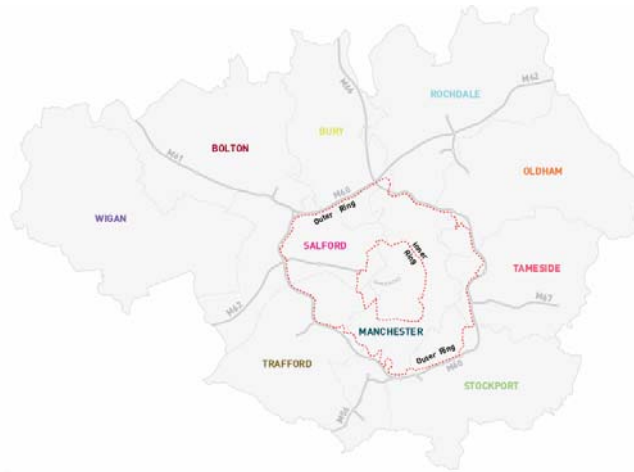 M66
M62
ROCHDALE
BURY
BOLTON
M61
OLDHAM
M60
Outer Ring
WIGAN
SALFORD
Inner
Ring
TAMESIDE
M62
M67
MANCHESTER
Outer Ring
M60
TRAFFORD
STOCKPORT
M56